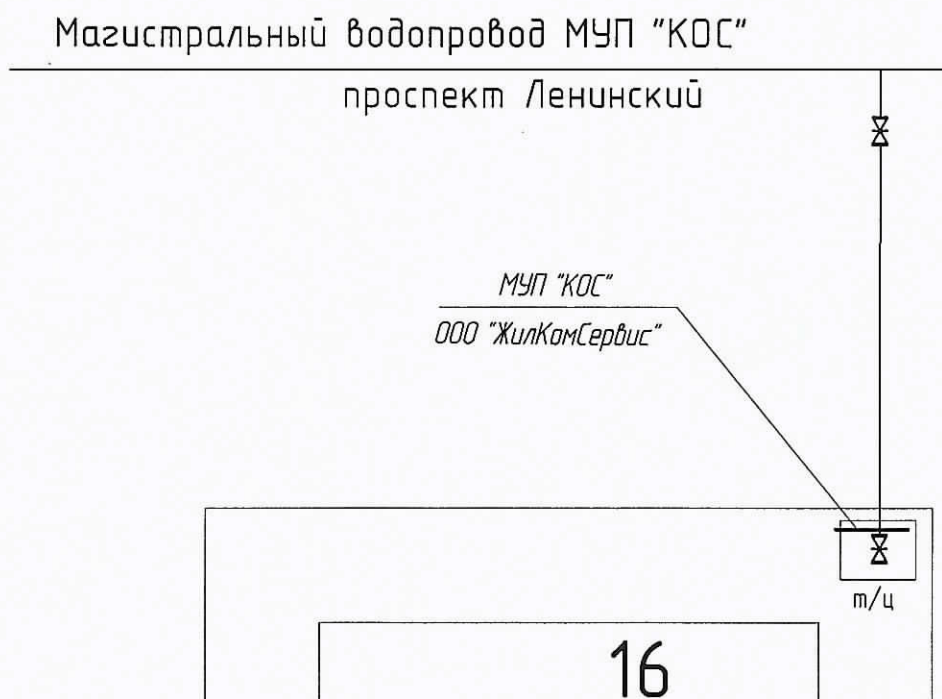 Магистральный водопровод МУП "КОС"
проспект Ленинский
МУП "КОС"
ООО "ЖилКомСервис"
т/ц
16